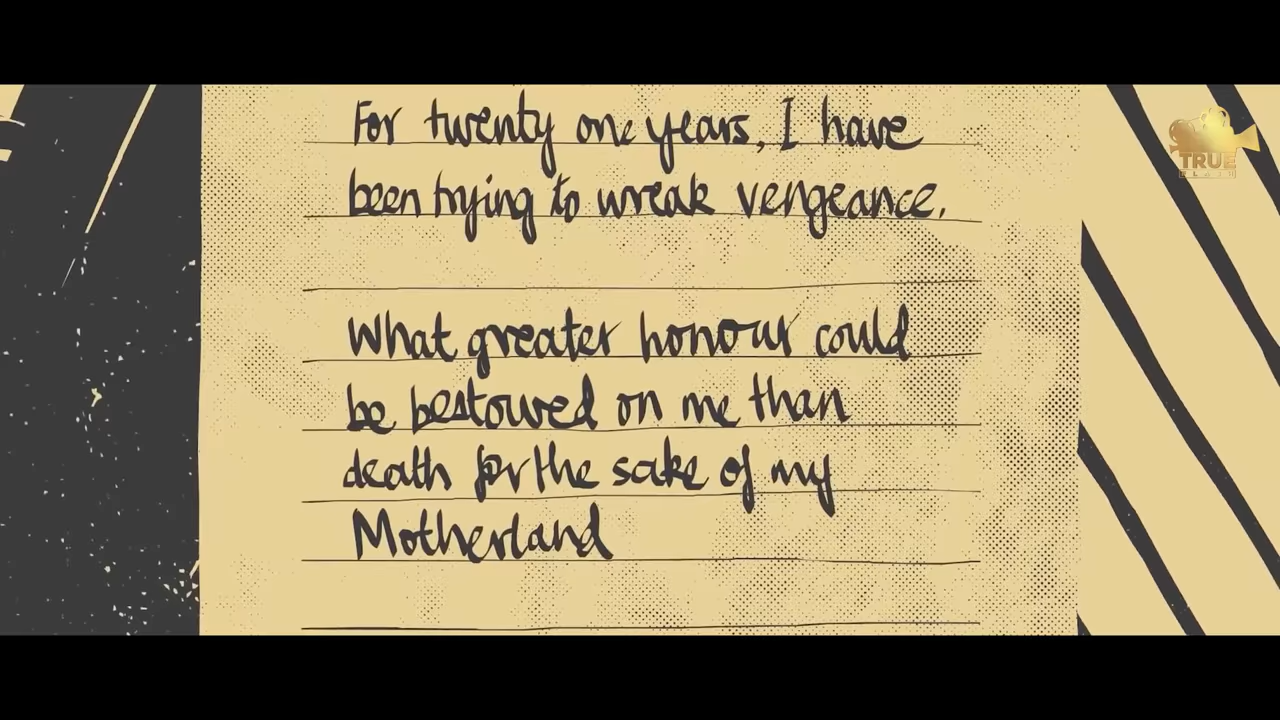 For twenty one years, I have
been trying to wreak vengeance.
What greater honour could
be bestowed on me than
death for the sake of my
Motherland
TRUE